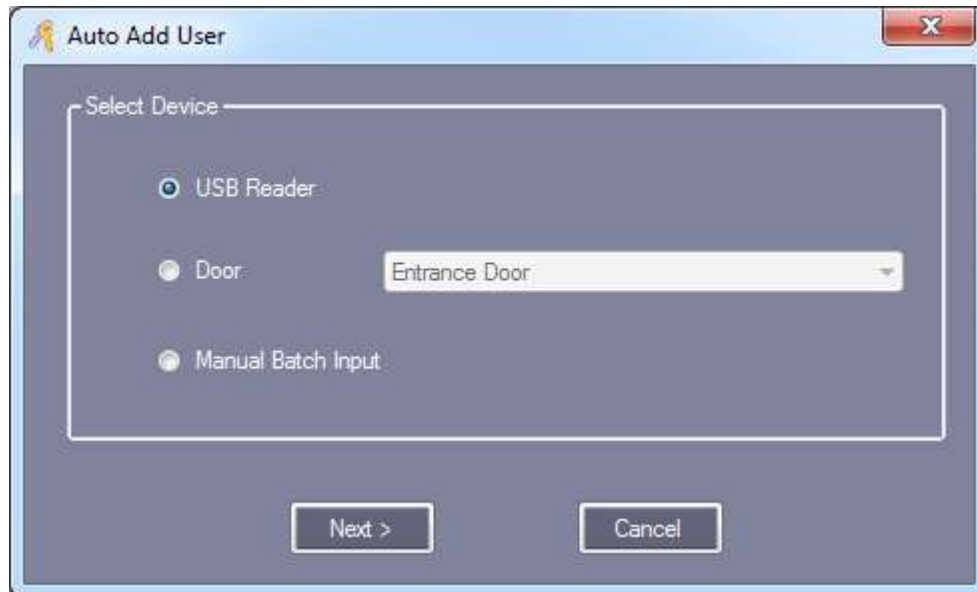 Auto Add User
Select Device
USB Reader
Door
Entrance Door
Manual Batch Input
Next >
Cancel